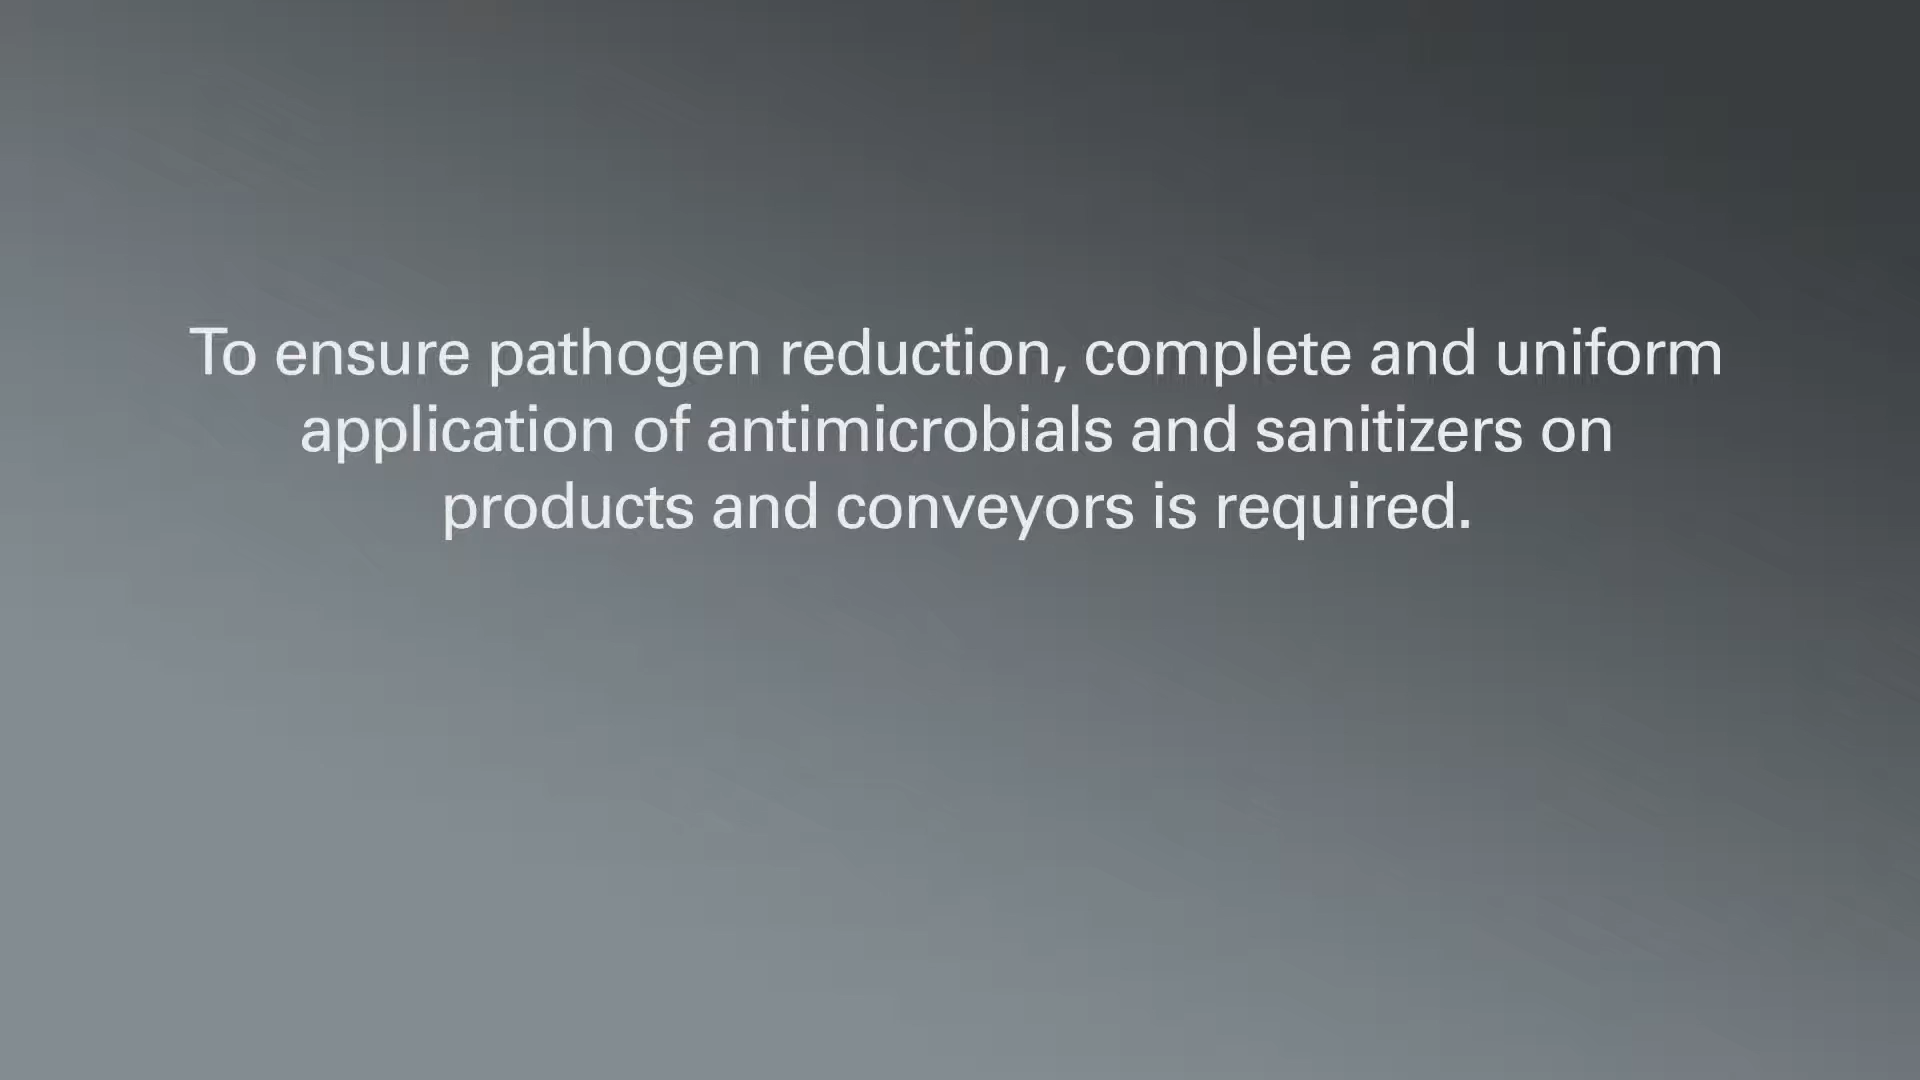 To ensure pathogen reduction, complete and uniform
application of antimicrobials and sanitizers on
products and conveyors is required.